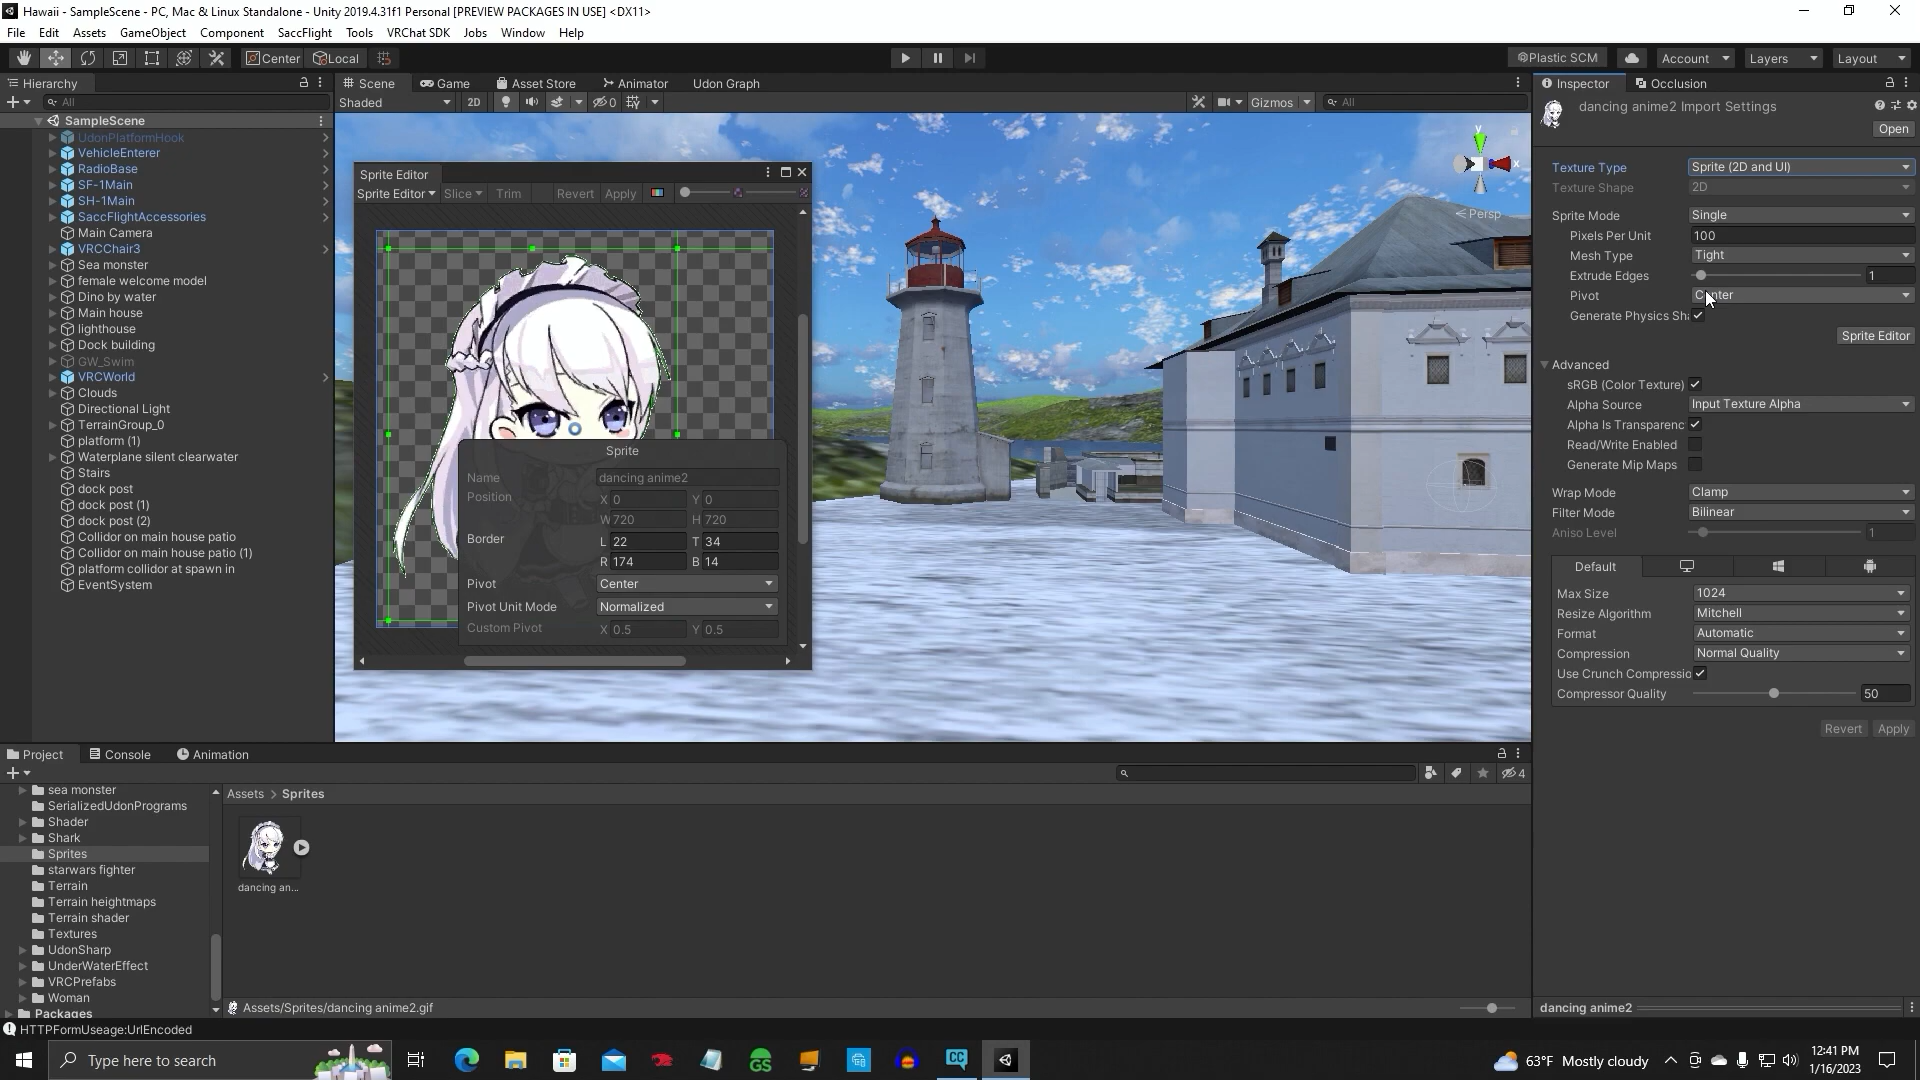 Hawaii - SampleScene - PC, Mac & Linux Standalone - Unity 2019.4.31f1 Personal [PREVIEW PACKAGES IN USE] <DX11>
File Edit Assets GameObject Component SaccFlight Tools VRChat SDK Jobs Window Help
Center Local Plastic SCM Account Layers Layout
Hierarchy
All
SampleScene
UdonPlatformHook
VehicleEnterer
RadioBase
SF-1Main
SH-1Main
SaccFlightAccessories
Main Camera
VRCChair3
Sea monster
female welcome model
Dino by water
Main house
lighthouse
Dock building
GW_Swim
VRCWorld
Clouds
Directional Light
TerrainGroup_0
platform (1)
Waterplane silent clearwater
Stairs
dock post
dock post (1)
dock post (2)
Collider on main house patio
Collidor on main house patio (1)
platform collidor at spawn in
EventSystem
Scene Game Asset Store Animator Udon Graph
Shaded 2D 0 Gizmos All
y
x
Persp
Sprite Editor
Sprite Editor Slice Trim Revert Apply
Sprite
Name dancing anime2
Position X 0 Y 0
W 720 H 720
Border L 22 T 34
R 174 B 14
Pivot Center
Pivot Unit Mode Normalized
Custom Pivot X 0.5 Y 0.5
Inspector Occlusion
dancing anime2 Import Settings
Open
Texture Type Sprite (2D and UI)
Texture Shape 2D
Sprite Mode Single
Pixels Per Unit 100
Mesh Type Tight
Extrude Edges 1
Pivot Center
Generate Physics Sh
Sprite Editor
Advanced
sRGB (Color Texture)
Alpha Source Input Texture Alpha
Alpha Is Transparenc
Read/Write Enabled
Generate Mip Maps
Wrap Mode Clamp
Filter Mode Bilinear
Aniso Level 1
Default
Max Size 1024
Resize Algorithm Mitchell
Format Automatic
Compression Normal Quality
Use Crunch Compressio
Compressor Quality 50
Revert Apply
dancing anime2
Project Console Animation
4
sea monster
SerializedUdonPrograms
Shader
Shark
Sprites
starwars fighter
Terrain
Terrain heightmaps
Terrain shader
Textures
UdonSharp
UnderWaterEffect
VRCPrefabs
Woman
Packages
Assets > Sprites
dancing an...
Assets/Sprites/dancing anime2.gif
HTTPFormUseage:UrlEncoded
Type here to search
GS
CC
63°F Mostly cloudy
12:41 PM
1/16/2023